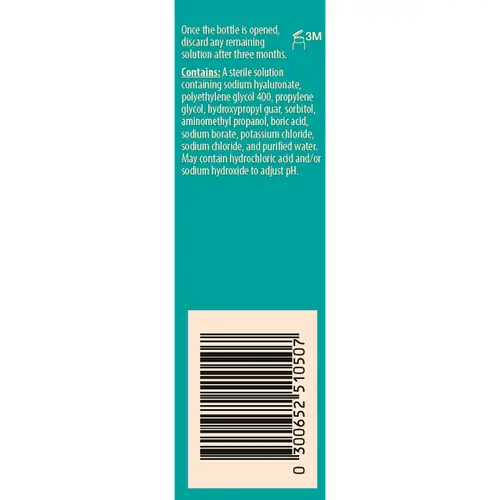 Once the bottle is opened,
discard any remaining
solution after three months.
3M
Contains: A sterile solution
containing sodium hyaluronate,
polyethylene glycol 400, propylene
glycol, hydroxypropyl guar, sorbitol,
aminomethyl propanol, boric acid,
sodium borate, potassium chloride,
sodium chloride, and purified water.
May contain hydrochloric acid and/or
sodium hydroxide to adjust pH.
0 300652 510507